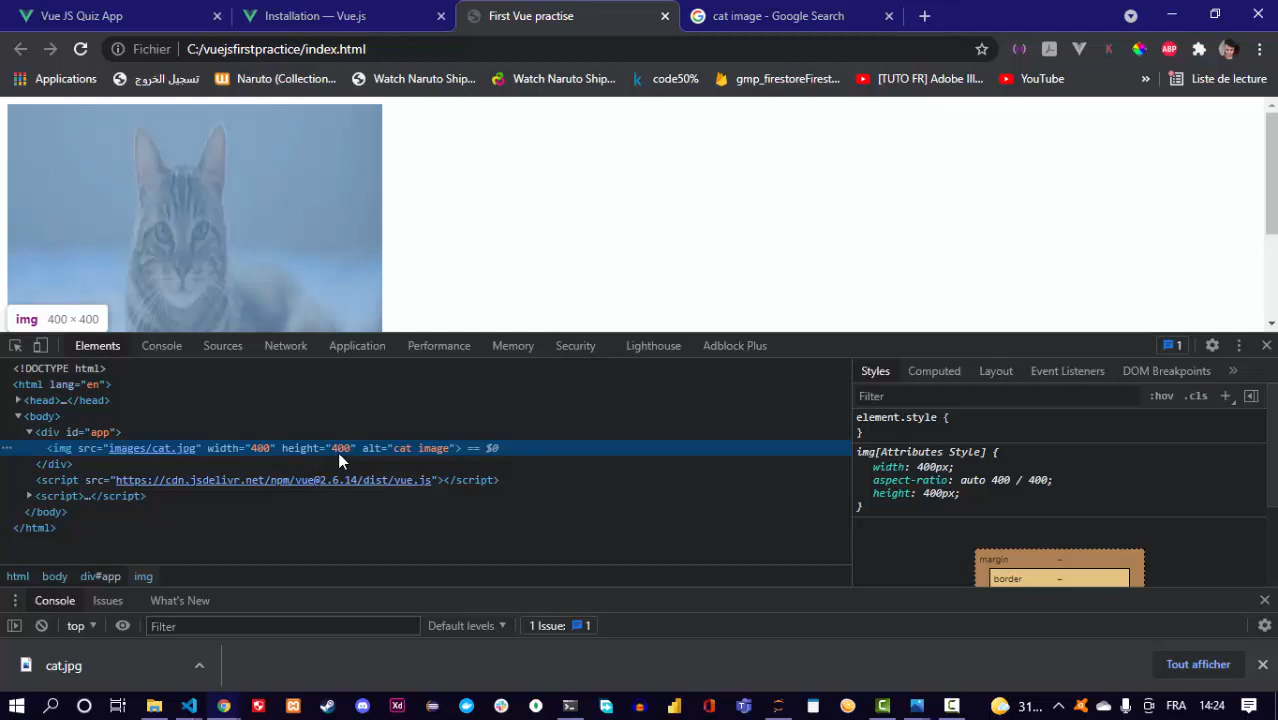 Vue JS Quiz App
Installation — Vue.js
First Vue practise
cat image - Google Search
Fichier C:/vuejsfirstpractice/index.html
Applications
تسجيل الخروج
Naruto (Collection...
Watch Naruto Ship...
Watch Naruto Ship...
code50%
gmp_firestoreFirest...
[TUTO FR] Adobe Ill...
YouTube
»
Liste de lecture
img 400 × 400
Elements Console Sources Network Application Performance Memory Security Lighthouse Adblock Plus
1
<!DOCTYPE html>
<html lang="en">
<head>…</head>
<body>
<div id="app">
<img src="images/cat.jpg" width="400" height="400" alt="cat image"> == $0
</div>
<script src="https://cdn.jsdelivr.net/npm/vue@2.6.14/dist/vue.js"></script>
<script>…</script>
</body>
</html>
html body div#app img
Styles Computed Layout Event Listeners DOM Breakpoints »
Filter :hov .cls +
element.style {
}
img[Attributes Style] {
width: 400px;
aspect-ratio: auto 400 / 400;
height: 400px;
}
margin –
border –
Console Issues What's New
top Filter Default levels 1 Issue: 1
cat.jpg
Tout afficher
Xd
31...
FRA
14:24